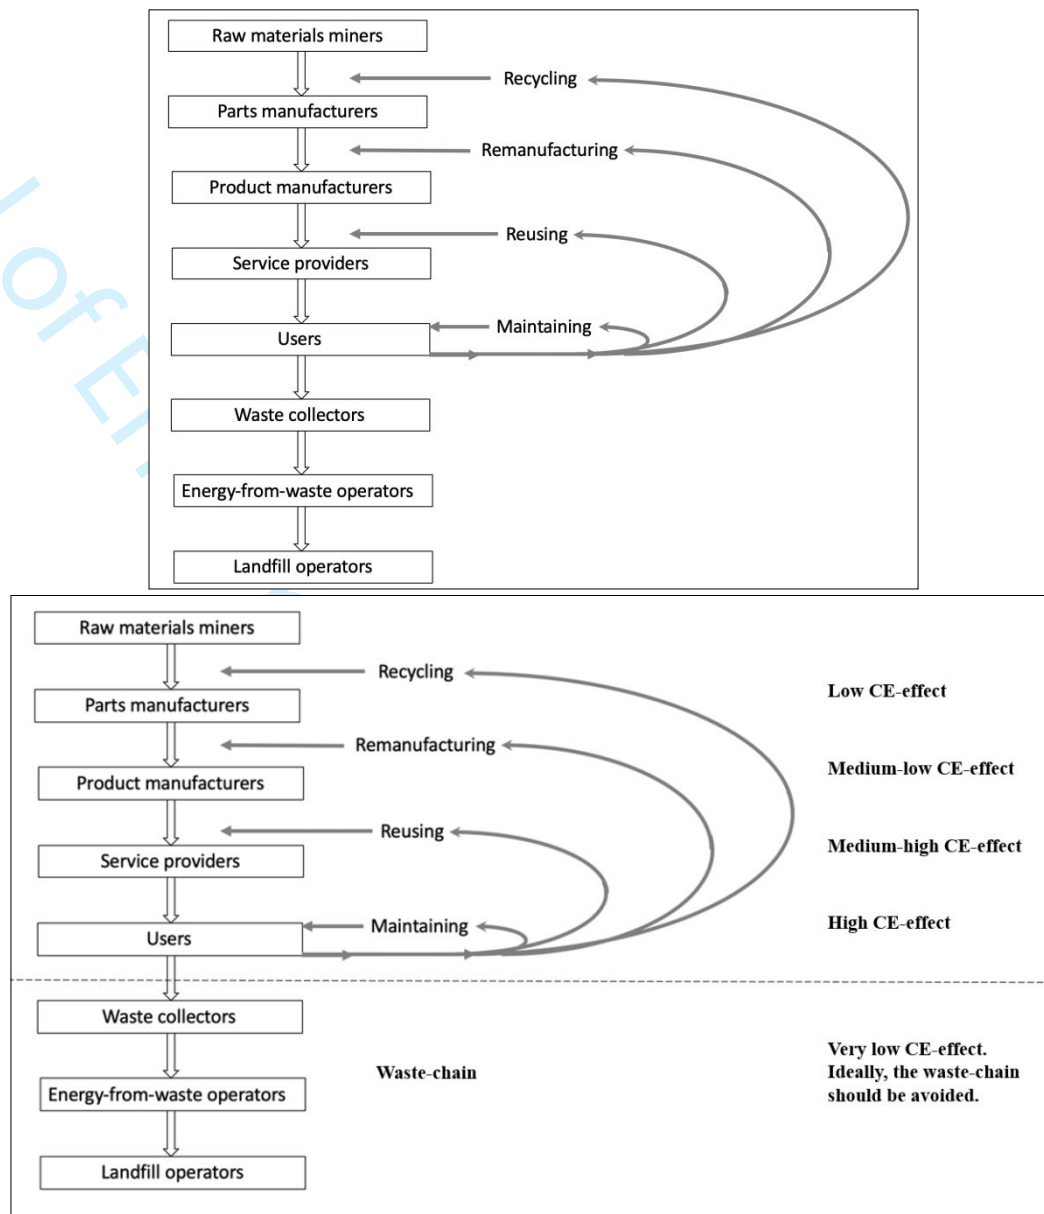 Raw materials miners
Recycling
Parts manufacturers
Remanufacturing
Product manufacturers
Reusing
Service providers
Maintaining
Users
Waste collectors
Energy-from-waste operators
Landfill operators
Raw materials miners
Recycling
Low CE-effect
Parts manufacturers
Remanufacturing
Medium-low CE-effect
Product manufacturers
Reusing
Medium-high CE-effect
Service providers
Maintaining
High CE-effect
Users
Waste collectors
Very low CE-effect.
Waste-chain
Ideally, the waste-chain
should be avoided.
Energy-from-waste operators
Landfill operators